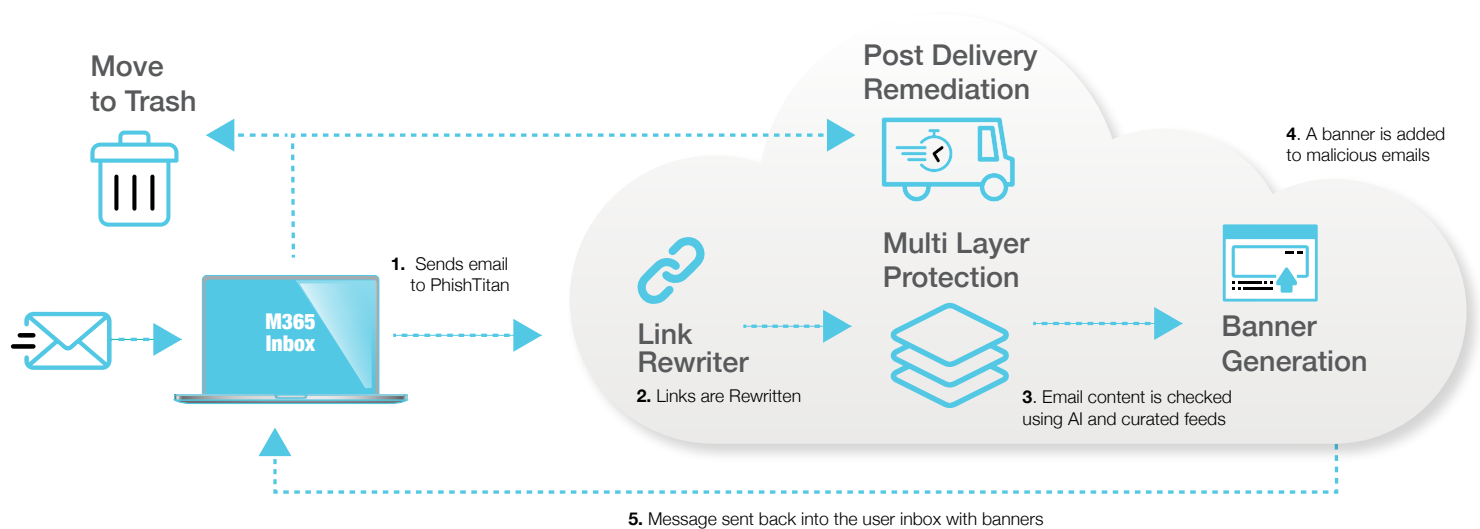 Move
to Trash
Post Delivery
Remediation
4. A banner is added
to malicious emails
1. Sends email
to PhishTitan
M365
Inbox
Link
Rewriter
2. Links are Rewritten
Multi Layer
Protection
3. Email content is checked
using AI and curated feeds
Banner
Generation
5. Message sent back into the user inbox with banners